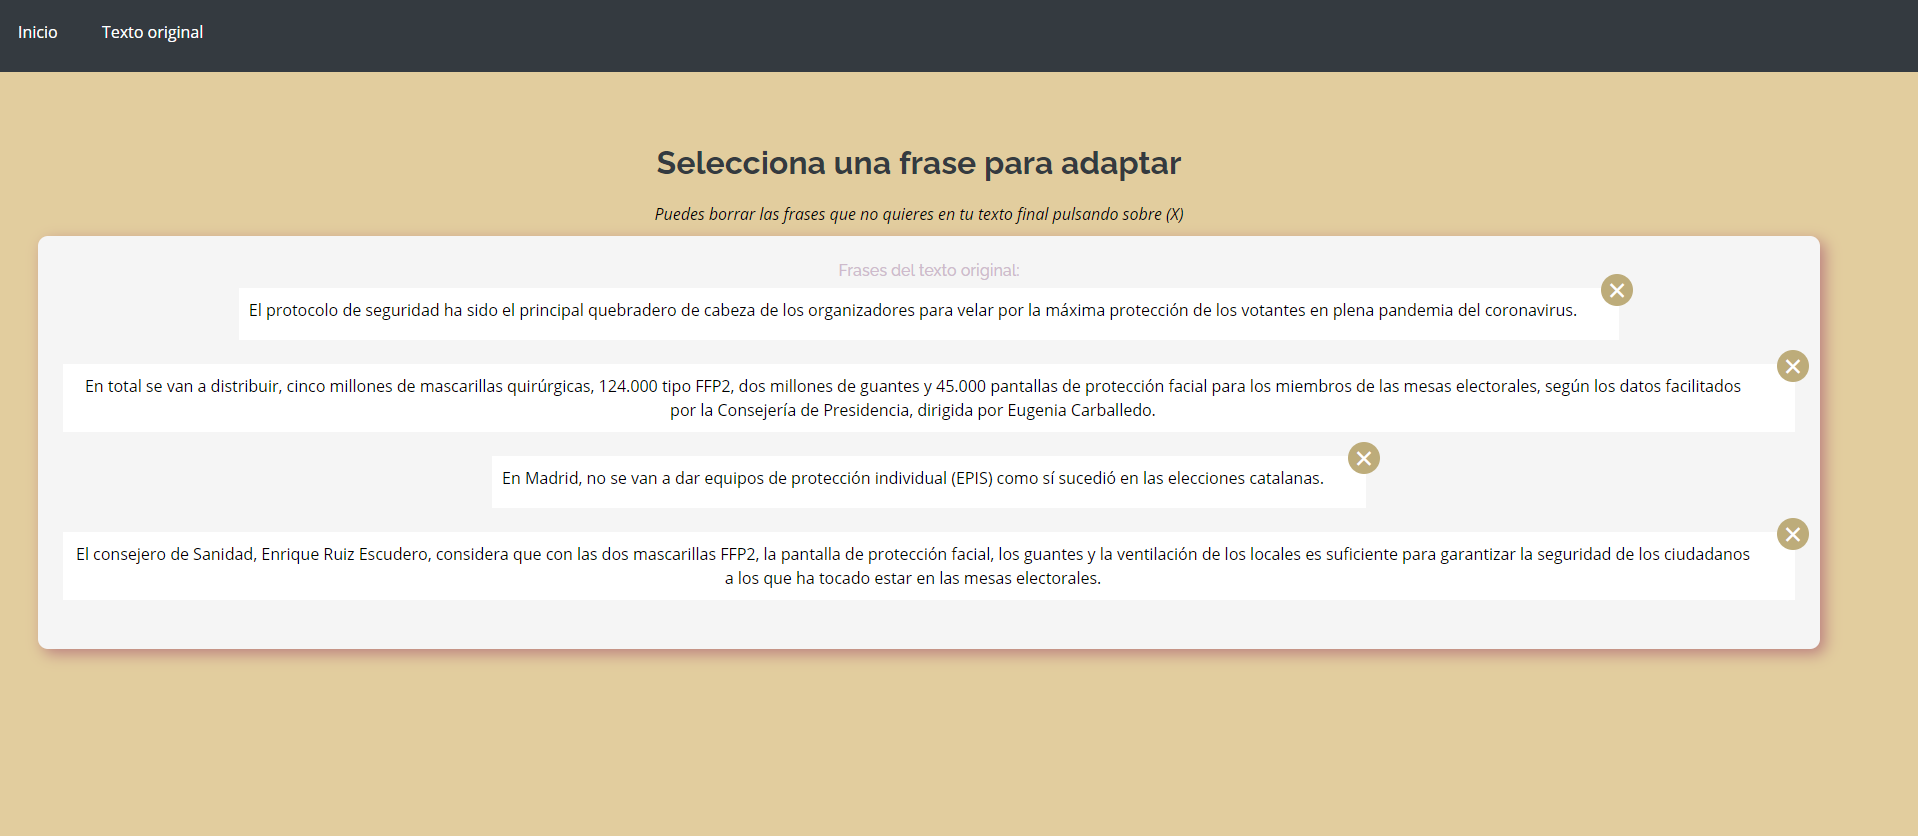 Inicio Texto original
Selecciona una frase para adaptar
Puedes borrar las frases que no quieres en tu texto final pulsando sobre (X)
Frases del texto original:
El protocolo de seguridad ha sido el principal quebradero de cabeza de los organizadores para velar por la máxima protección de los votantes en plena pandemia del coronavirus.
En total se van a distribuir, cinco millones de mascarillas quirúrgicas, 124.000 tipo FFP2, dos millones de guantes y 45.000 pantallas de protección facial para los miembros de las mesas electorales, según los datos facilitados
por la Consejería de Presidencia, dirigida por Eugenia Carballedo.
En Madrid, no se van a dar equipos de protección individual (EPIS) como sí sucedió en las elecciones catalanas.
El consejero de Sanidad, Enrique Ruiz Escudero, considera que con las dos mascarillas FFP2, la pantalla de protección facial, los guantes y la ventilación de los locales es suficiente para garantizar la seguridad de los ciudadanos
a los que ha tocado estar en las mesas electorales.